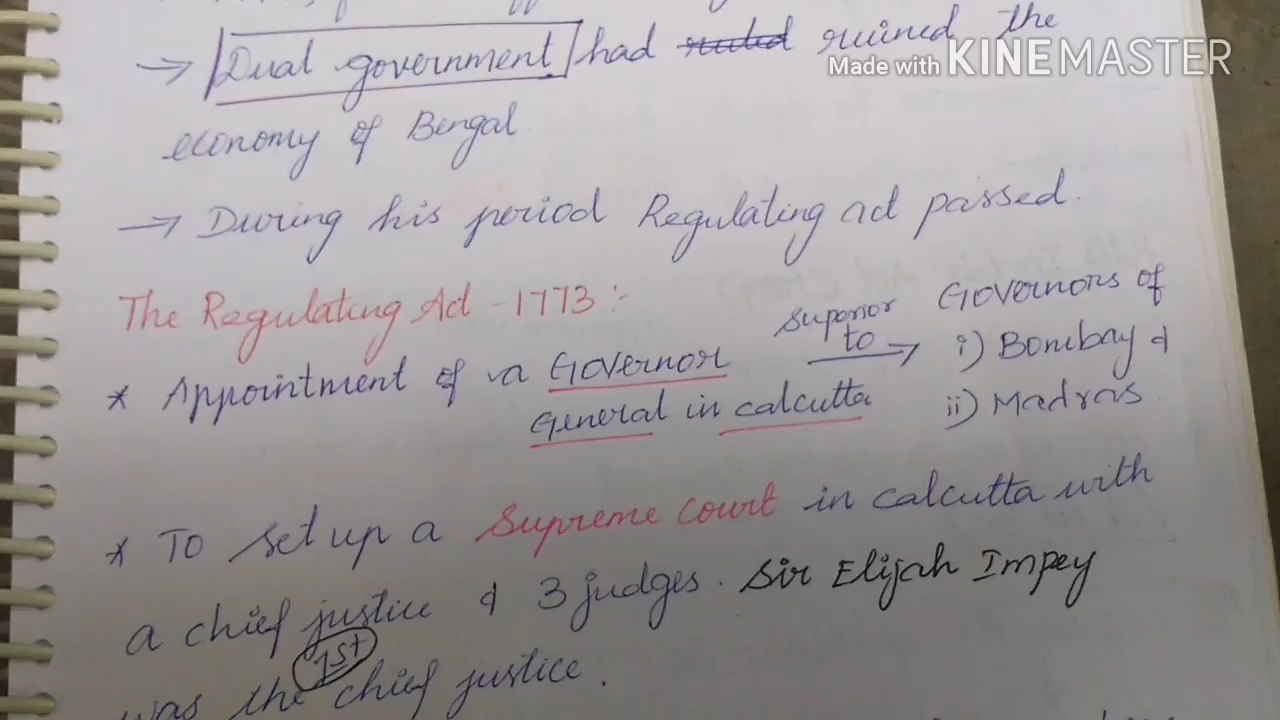 → Dual government had ruined the
Made with KINEMASTER
economy of Bengal
→ During his period Regulating act passed.
The Regulating Act - 1773 :-
* Appointment of a Governor superior to → Governors of
General in calcutta i) Bombay &
ii) Madras
* To set up a Supreme court in calcutta with
a chief justice & 3 judges. Sir Elijah Impey
was the 1st chief justice.